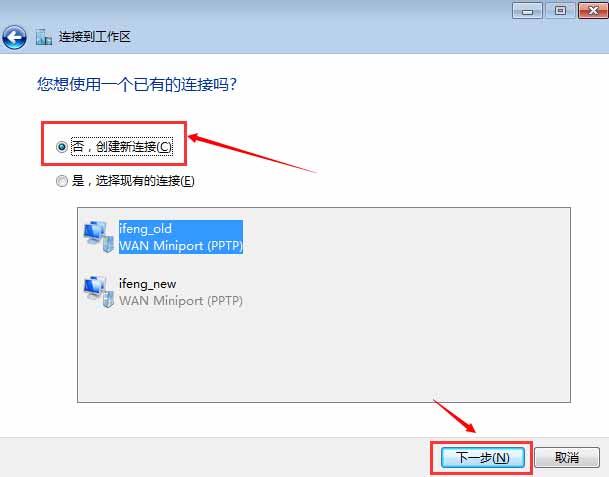 连接到工作区
您想使用一个已有的连接吗?
否，创建新连接(C)
是，选择现有的连接(E)
ifeng_old
WAN Miniport (PPTP)
ifeng_new
WAN Miniport (PPTP)
下一步(N)
取消